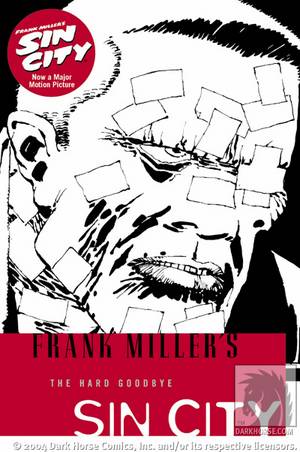 FRANK MILLER'S
SIN
CITY
Now a Major
Motion Picture
FRANK MILLER'S
THE HARD GOODBYE
SIN CITY
DARKHORSE.COM
© 2004 Dark Horse Comics, Inc. and/or its respective licensors.